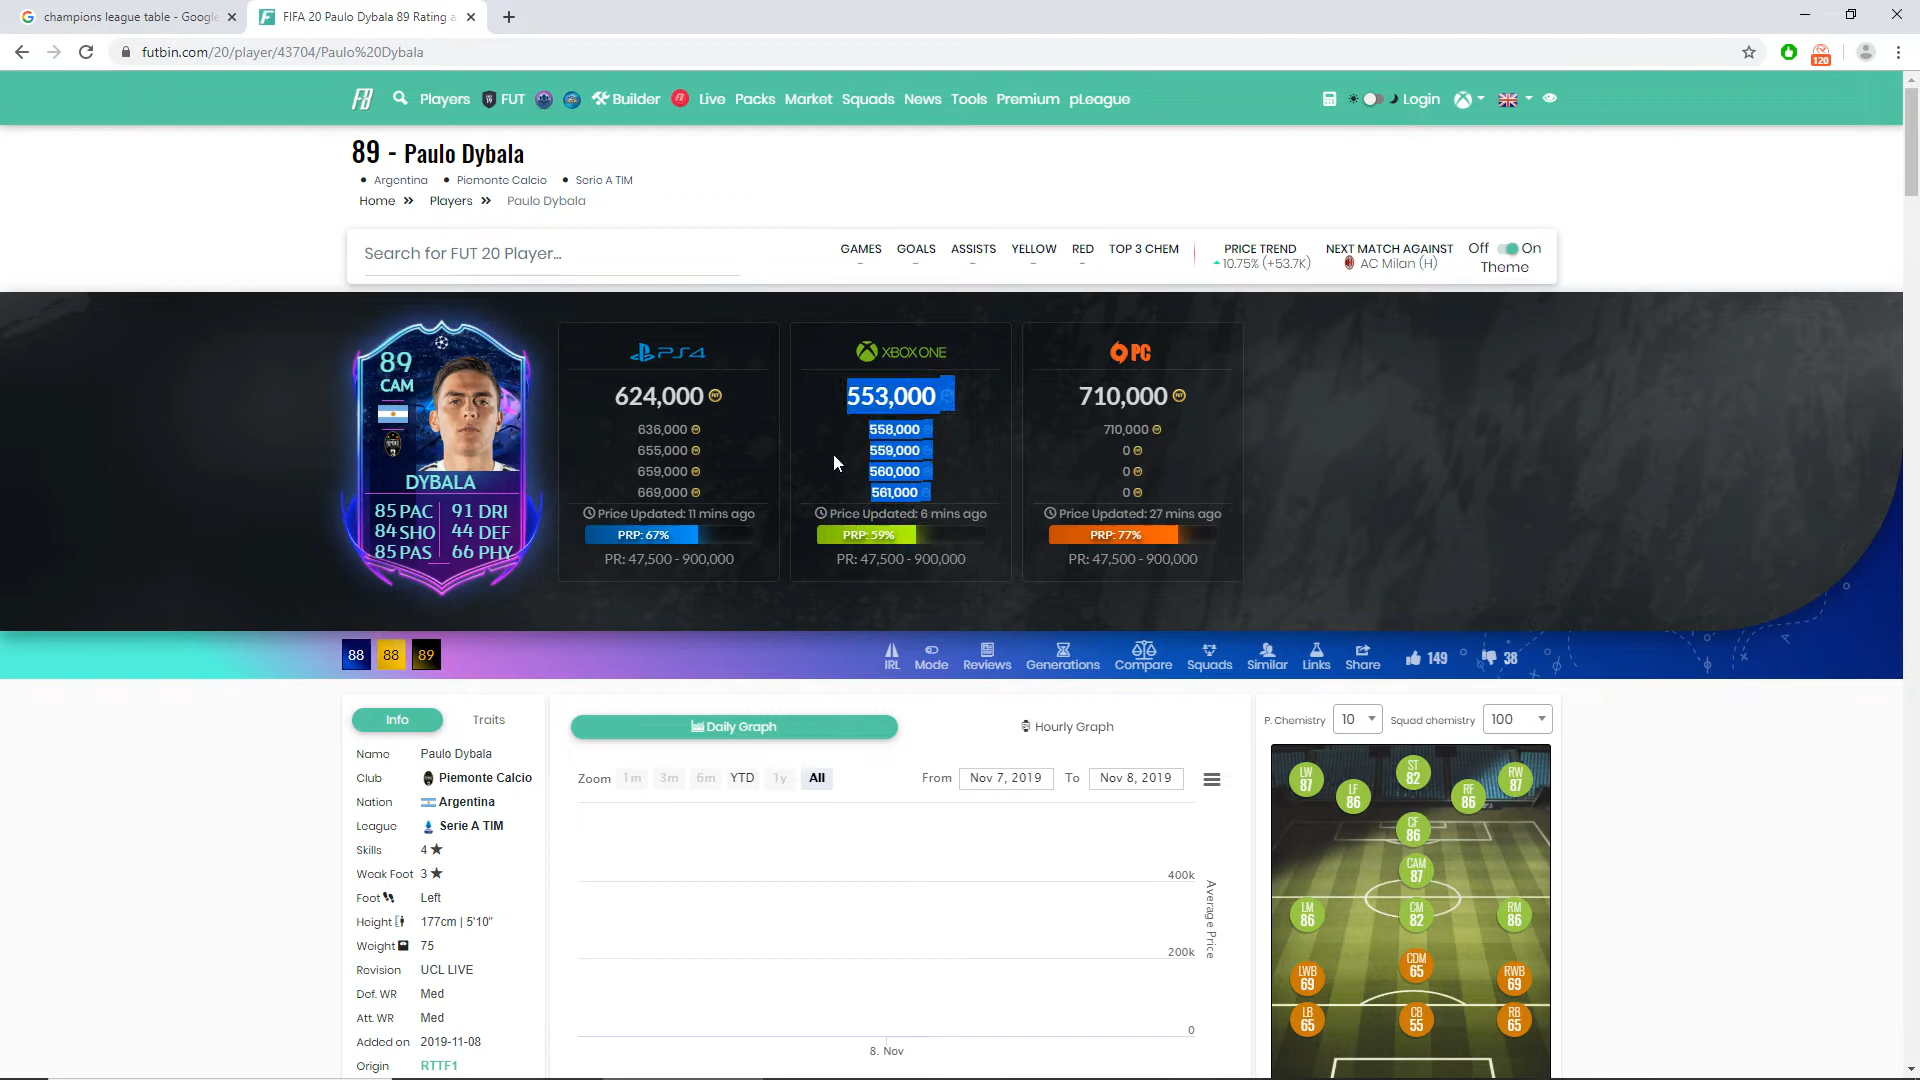 champions league table - Google
FIFA 20 Paulo Dybala 89 Rating a
futbin.com/20/player/43704/Paulo%20Dybala
120
Players FUT Builder Live Packs Market Squads News Tools Premium pLeague Login
89 - Paulo Dybala
Argentina Piemonte Calcio Serie A TIM
Home » Players » Paulo Dybala
Search for FUT 20 Player...
GAMES GOALS ASSISTS YELLOW RED TOP 3 CHEM PRICE TREND NEXT MATCH AGAINST Off On
- - - - - - 10.75% (+53.7K) AC Milan (H) Theme
89
CAM
DYBALA
85 PAC 91 DRI
84 SHO 44 DEF
85 PAS 66 PHY
PS4
624,000
636,000
655,000
659,000
669,000
Price Updated: 11 mins ago
PRP: 67%
PR: 47,500 - 900,000
XBOX ONE
553,000
558,000
559,000
560,000
561,000
Price Updated: 6 mins ago
PRP: 59%
PR: 47,500 - 900,000
PC
710,000
710,000
0
0
0
Price Updated: 27 mins ago
PRP: 77%
PR: 47,500 - 900,000
88 88 89
IRL Mode Reviews Generations Compare Squads Similar Links Share 149 38
Info Traits
Name Paulo Dybala
Club Piemonte Calcio
Nation Argentina
League Serie A TIM
Skills 4
Weak Foot 3
Foot Left
Height 177cm | 5'10"
Weight 75
Revision UCL LIVE
Def. WR Med
Att. WR Med
Added on 2019-11-08
Origin RTTF1
Daily Graph Hourly Graph
Zoom 1m 3m 6m YTD 1y All From Nov 7, 2019 To Nov 8, 2019
400k
200k
0
Average Price
8. Nov
P. Chemistry 10 Squad chemistry 100
LW 87
ST 82
RW 87
LF 86
RF 86
CF 86
CAM 87
LM 86
CM 82
RM 86
CDM 65
LWB 69
RWB 69
LB 65
CB 55
RB 65